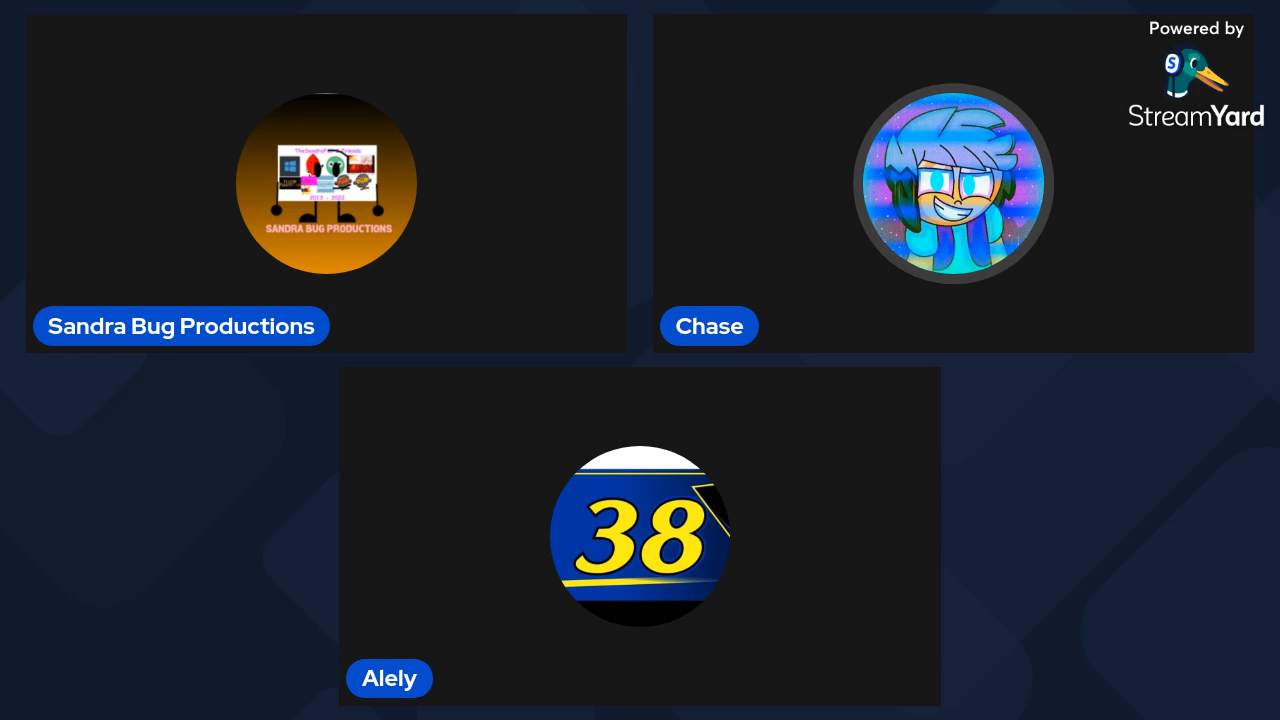 Powered by
S
StreamYard
2013 - 2022
SANDRA BUG PRODUCTIONS
Sandra Bug Productions
Chase
38
Alely